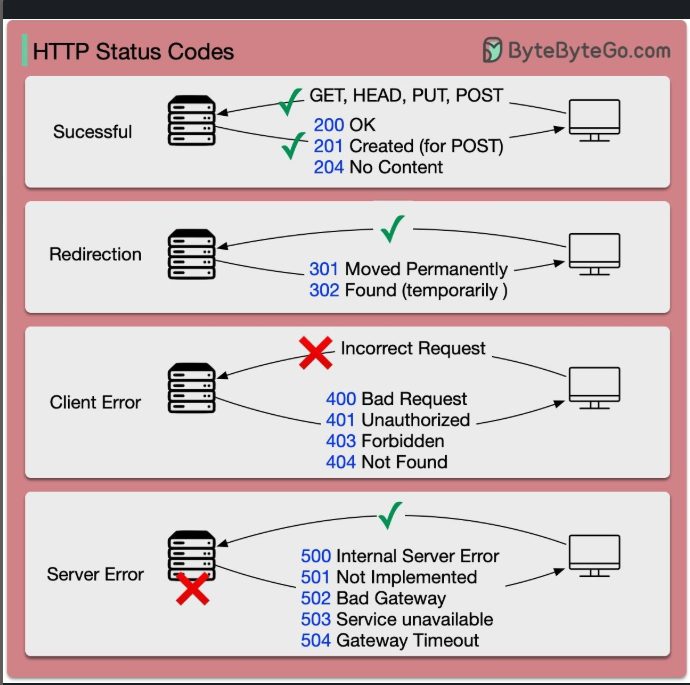 HTTP Status Codes
ByteByteGo.com
Sucessful
GET, HEAD, PUT, POST
200 OK
201 Created (for POST)
204 No Content
Redirection
301 Moved Permanently
302 Found (temporarily )
Client Error
Incorrect Request
400 Bad Request
401 Unauthorized
403 Forbidden
404 Not Found
Server Error
500 Internal Server Error
501 Not Implemented
502 Bad Gateway
503 Service unavailable
504 Gateway Timeout